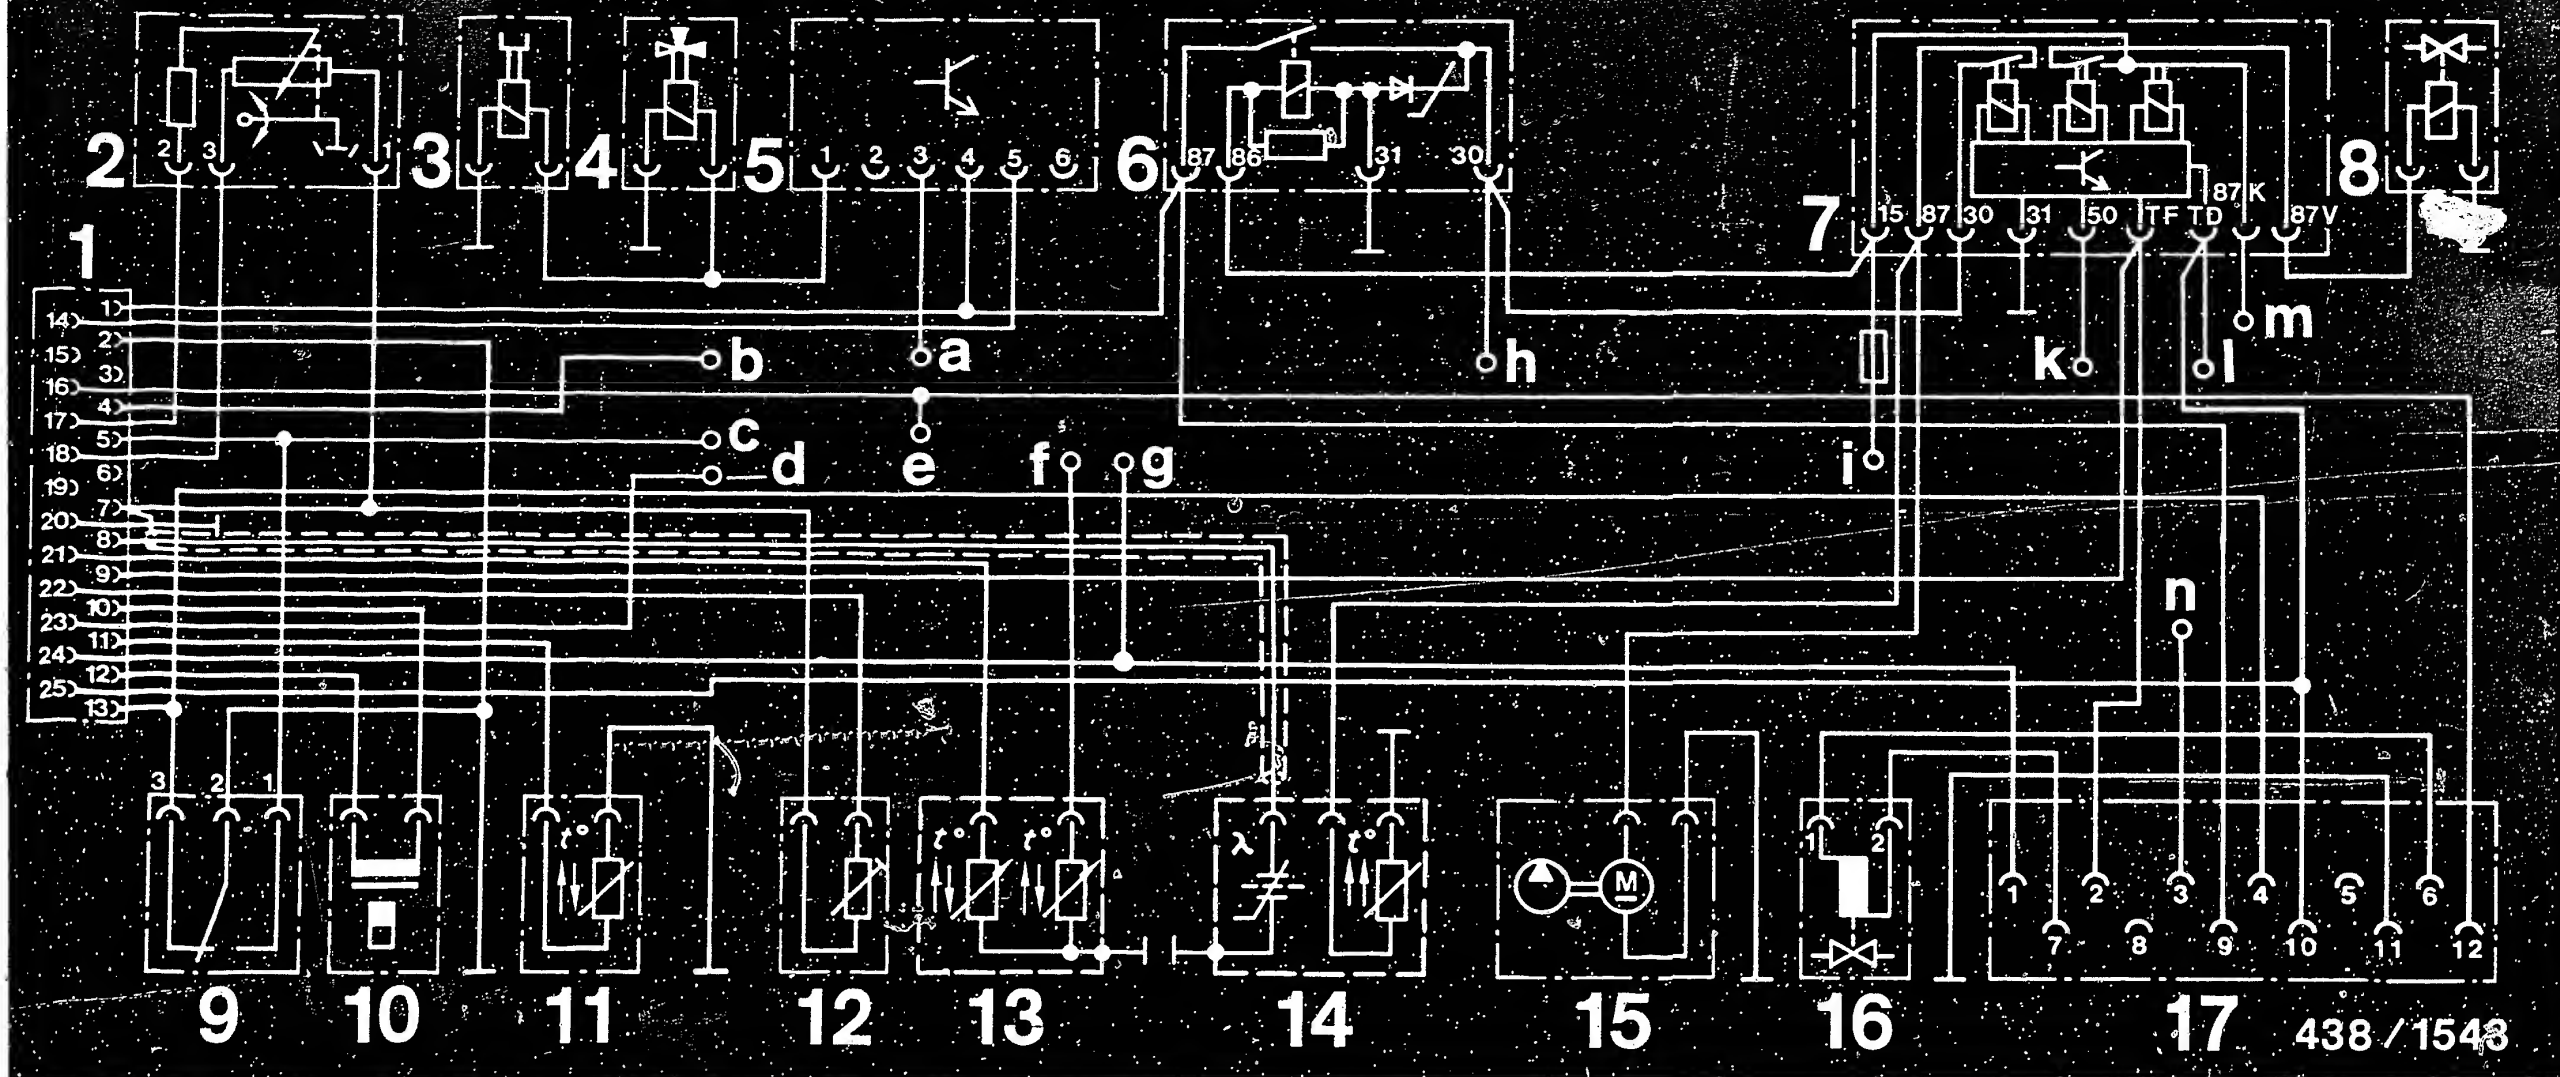 2 3 1
1 2 3 4 5 6
87 86 31 30
87K
15 87 30 31 50 TF TD 87V
2 3 4 5 6 7 8
1
1
14
2
15
3
16
4
17
5
18
6
19
7
20
8
21
9
22
10
23
11
24
12
25
13
m
b a h k l
c
d e f g i
n
3 2 1
t° t° t° λ t° M 1 2 1 2 3 4 5 6
7 8 9 10 11 12
9 10 11 12 13 14 15 16 17 438/1543